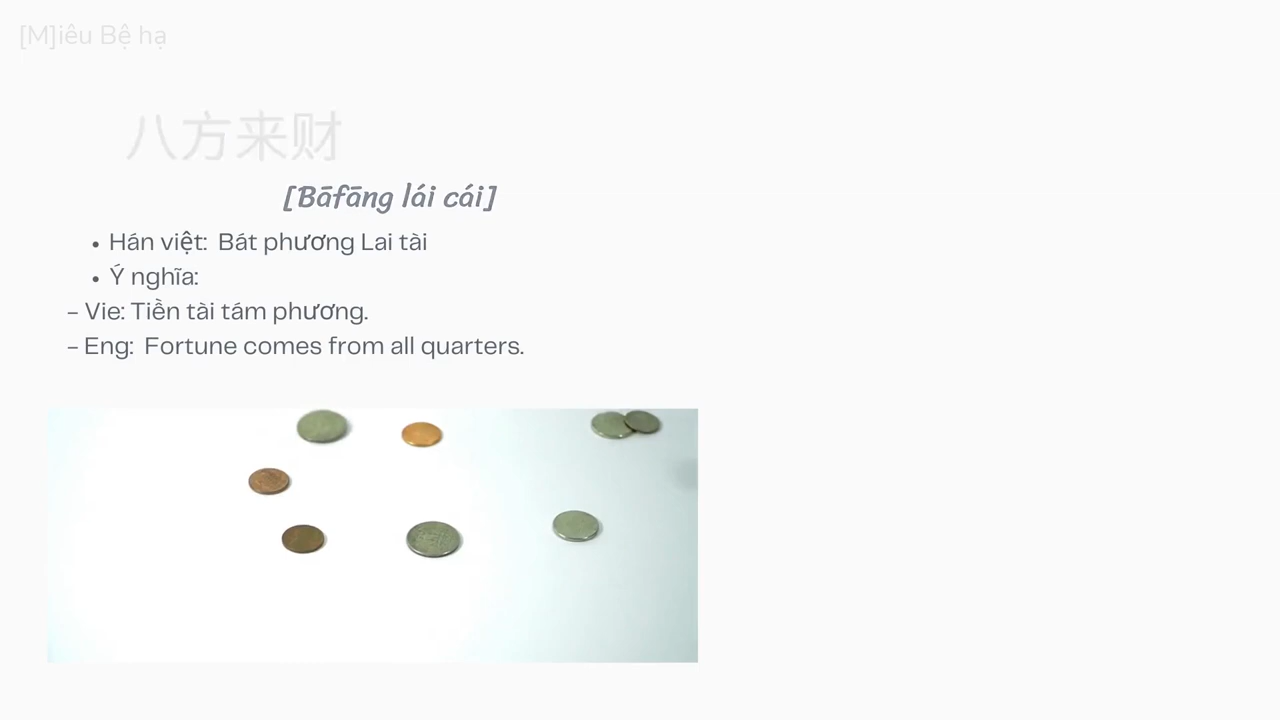 [M]iêu Bệ hạ
八方来财
[Bāfāng lái cái]
• Hán việt: Bát phương Lai tài
• Ý nghĩa:
– Vie: Tiền tài tám phương.
– Eng: Fortune comes from all quarters.